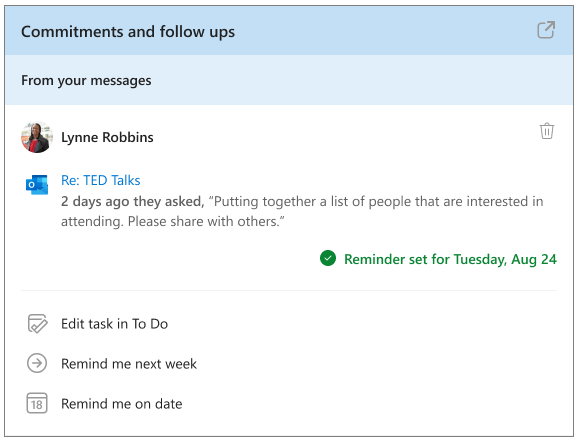 Commitments and follow ups
From your messages
Lynne Robbins
Re: TED Talks
2 days ago they asked, “Putting together a list of people that are interested in
attending. Please share with others.”
Reminder set for Tuesday, Aug 24
Edit task in To Do
Remind me next week
18
Remind me on date